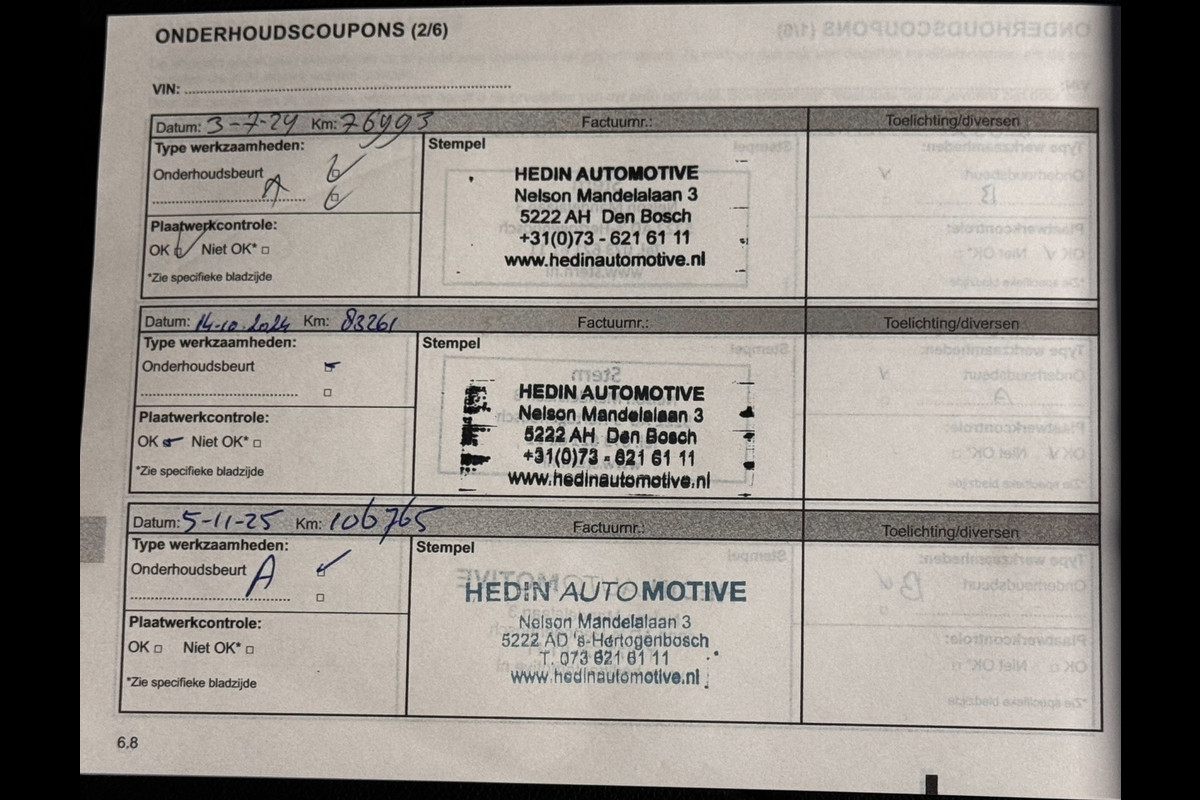 ONDERHOUDSCOUPONS (2/6)
VIN:
Datum: 3-7-24 Km: 76993 Factuurnr.: Toelichting/diversen
Type werkzaamheden:
Onderhoudsbeurt
A
Plaatwerkcontrole:
OK Niet OK*
*Zie specifieke bladzijde
Stempel
HEDIN AUTOMOTIVE
Nelson Mandelalaan 3
5222 AH Den Bosch
+31(0)73 - 621 61 11
www.hedinautomotive.nl
Datum: 14-10-2024 Km: 83261 Factuurnr.: Toelichting/diversen
Type werkzaamheden:
Onderhoudsbeurt
Plaatwerkcontrole:
OK Niet OK*
*Zie specifieke bladzijde
Stempel
HEDIN AUTOMOTIVE
Nelson Mandelalaan 3
5222 AH Den Bosch
+31(0)73 - 621 61 11
www.hedinautomotive.nl
Datum: 5-11-25 Km: 106765 Factuurnr.: Toelichting/diversen
Type werkzaamheden:
Onderhoudsbeurt A
Plaatwerkcontrole:
OK Niet OK*
*Zie specifieke bladzijde
Stempel
HEDIN AUTOMOTIVE
Nelson Mandelalaan 3
5222 AD 's-Hertogenbosch
T. 073 621 61 11
www.hedinautomotive.nl
6.8